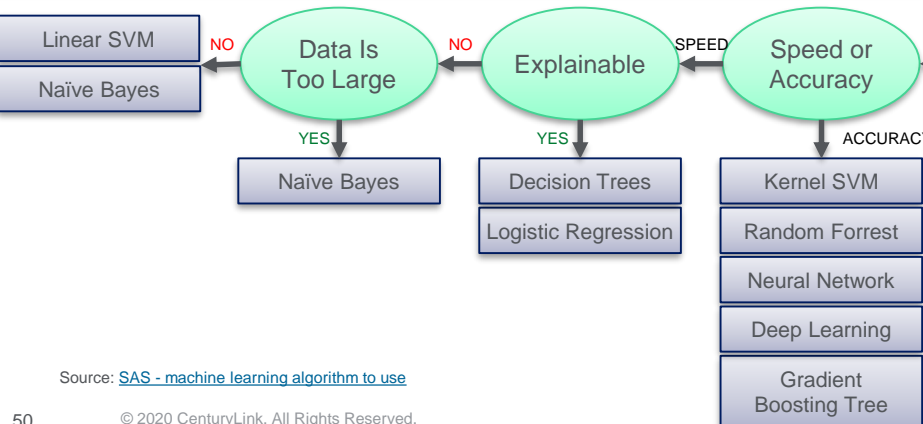 Linear SVM
Naïve Bayes
NO
Data Is
Too Large
NO
Explainable
SPEED
Speed or
Accuracy
YES
YES
ACCURACY
Naïve Bayes
Decision Trees
Kernel SVM
Logistic Regression
Random Forrest
Neural Network
Deep Learning
Gradient
Boosting Tree
Source: SAS - machine learning algorithm to use
50
© 2020 CenturyLink. All Rights Reserved.